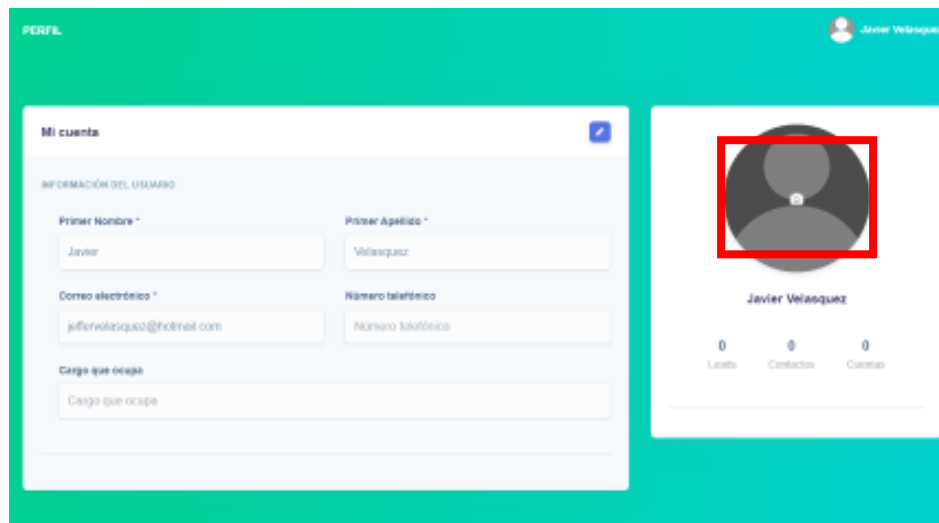 PERFIL
Javier Velasquez
Mi cuenta
INFORMACIÓN DEL USUARIO
Primer Nombre *
Primer Apellido *
Javier
Velasquez
Correo electrónico *
Número telefónico
jeffervelasquez@hotmail.com
Número telefónico
Cargo que ocupa
Cargo que ocupa
Javier Velasquez
0 0 0
Leads Contactos Cuentas